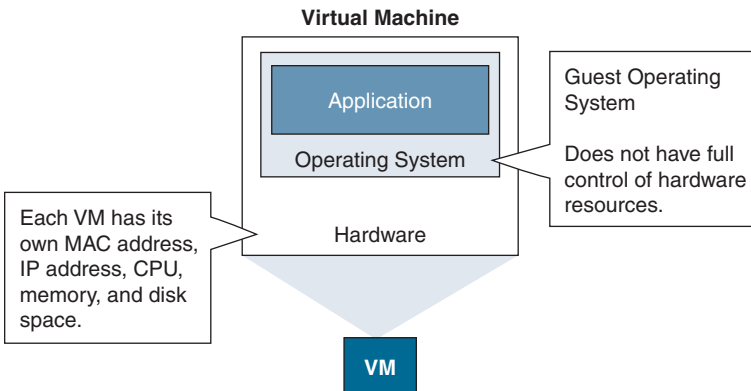 Virtual Machine
Application
Operating System
Hardware
Guest Operating
System
Does not have full
control of hardware
resources.
Each VM has its
own MAC address,
IP address, CPU,
memory, and disk
space.
VM